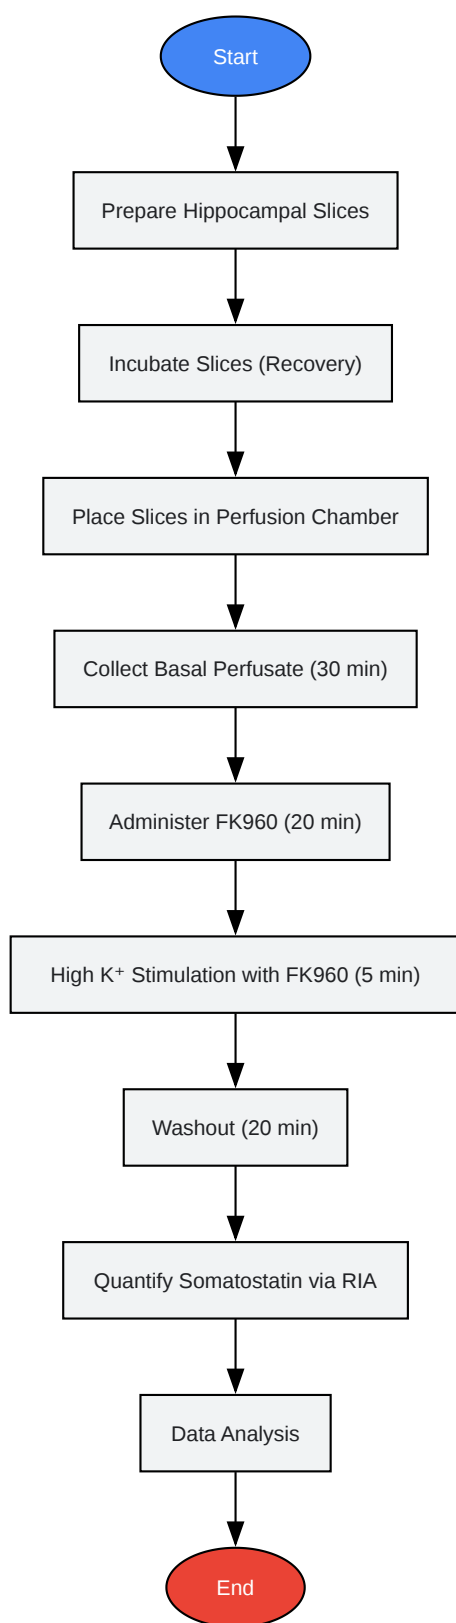 Start
Prepare Hippocampal Slices
Incubate Slices (Recovery)
Place Slices in Perfusion Chamber
Collect Basal Perfusate (30 min)
Administer FK960 (20 min)
High K⁺ Stimulation with FK960 (5 min)
Washout (20 min)
Quantify Somatostatin via RIA
Data Analysis
End